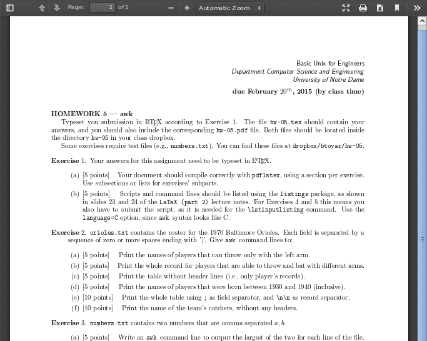 Page: 1 of 1 Automatic Zoom
Basic Unix for Engineers
Department Computer Science and Engineering
University of Notre Dame
due February 20th, 2015 (by class time)
HOMEWORK 5 — awk
Typeset you submission in LATEX according to Exercise 1. The file hw-05.tex should contain your
answers, and you should also include the corresponding hw-05.pdf file. Both files should be located inside
the directory hw-05 in your class dropbox.
Some exercises require test files (e.g., numbers.txt). You can find these files at dropbox/btovar/hw-05.
Exercise 1. Your answers for this assignment need to be typeset in LATEX.
(a) [5 points] Your document should compile correctly with pdflatex, using a section per exercise.
Use subsections or lists for exercises' subparts.
(b) [5 points] Scripts and command lines should be listed using the listings package, as shown
in slides 23 and 24 of the LaTeX (part 2) lecture notes. For Exercises 4 and 5 this means you
also have to submit the script, as it is needed for the \lstinputlisting command. Use the
language=C option, since awk syntax looks like C.
Exercise 2. orioles.txt contains the roster for the 1970 Baltimore Orioles. Each field is separated by a
sequence of zero or more spaces ending with '|'. Give awk command lines to:
(a) [5 points] Print the names of players that can throw only with the left arm.
(b) [5 points] Print the whole record for players that are able to throw and bat with different arms.
(c) [5 points] Print the table without header lines (i.e., only player's records).
(d) [5 points] Print the names of players that were born between 1930 and 1940 (inclusive).
(e) [10 points] Print the whole table using ; as field separator, and \n\n as record separator.
(f) [10 points] Print the name of the team's catchers, without any headers.
Exercise 3. numbers.txt contains two numbers that are comma separated a,b
(a) [5 points] Write an awk command line to output the largest of the two for each line of the file.